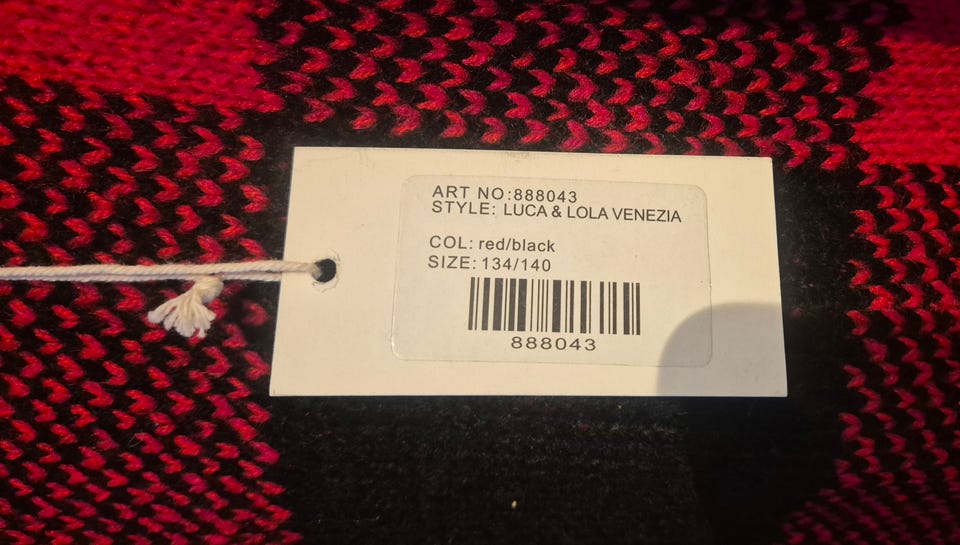 ART NO:888043
STYLE: LUCA & LOLA VENEZIA
COL: red/black
SIZE: 134/140
888043